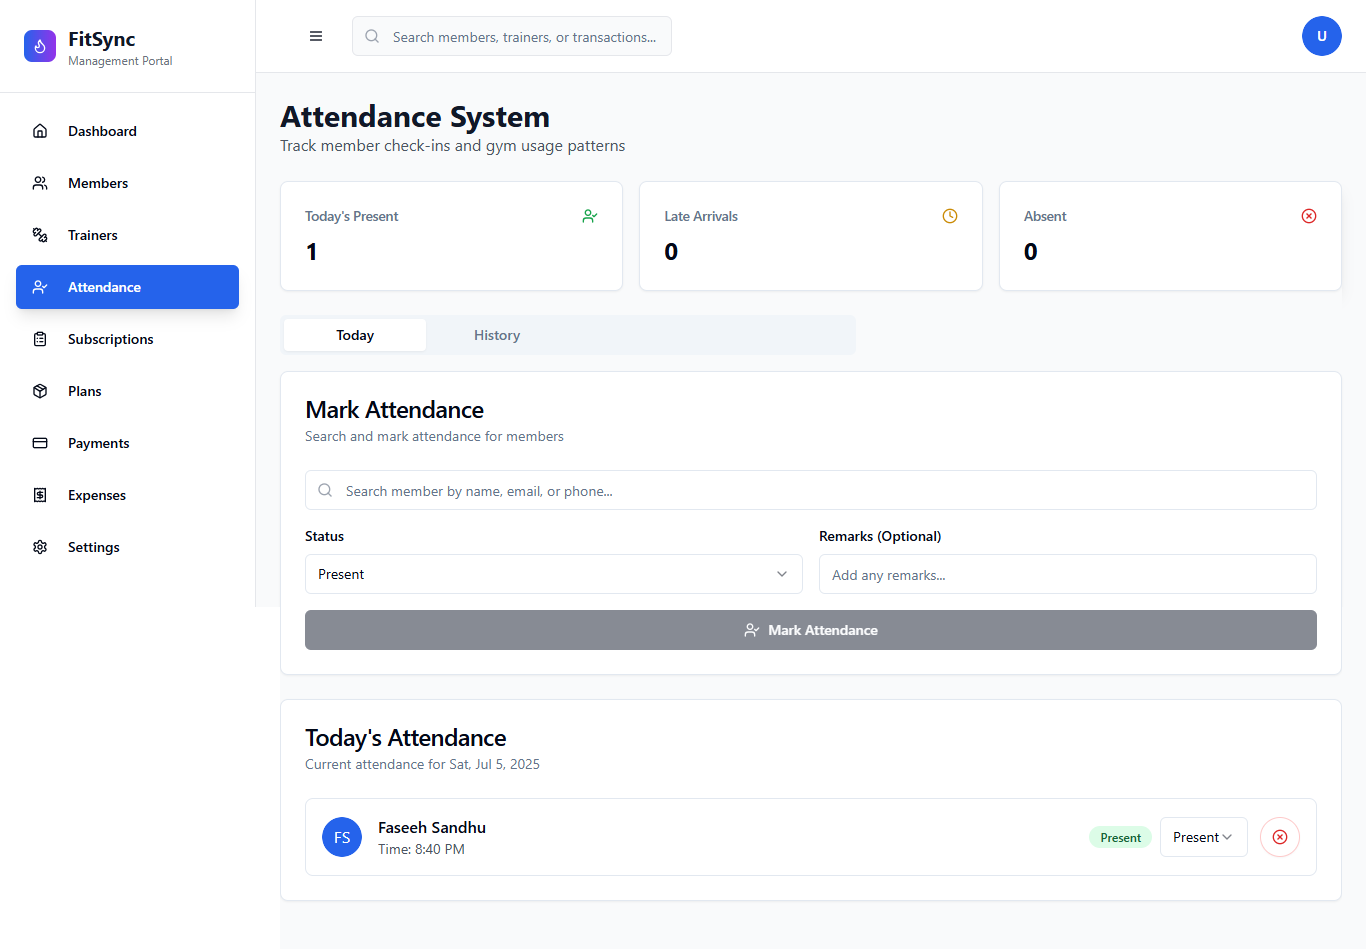 FitSync
Management Portal
Dashboard
Members
Trainers
Attendance
Subscriptions
Plans
Payments
Expenses
Settings
Search members, trainers, or transactions...
U
Attendance System
Track member check-ins and gym usage patterns
Today's Present
1
Late Arrivals
0
Absent
0
Today
History
Mark Attendance
Search and mark attendance for members
Search member by name, email, or phone...
Status
Remarks (Optional)
Present
Add any remarks...
Mark Attendance
Today's Attendance
Current attendance for Sat, Jul 5, 2025
FS
Faseeh Sandhu
Time: 8:40 PM
Present
Present